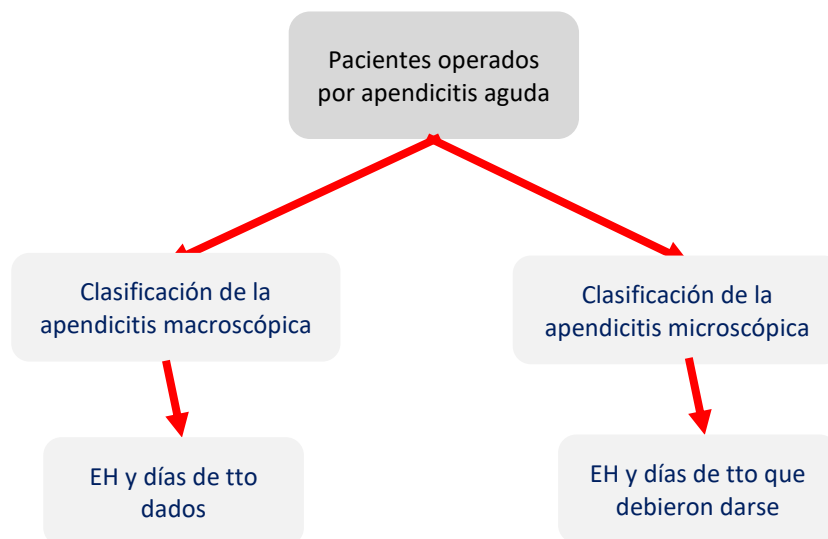 Pacientes operados
por apendicitis aguda
Clasificación de la
apendicitis macroscópica
Clasificación de la
apendicitis microscópica
EH y días de tto
dados
EH y días de tto que
debieron darse